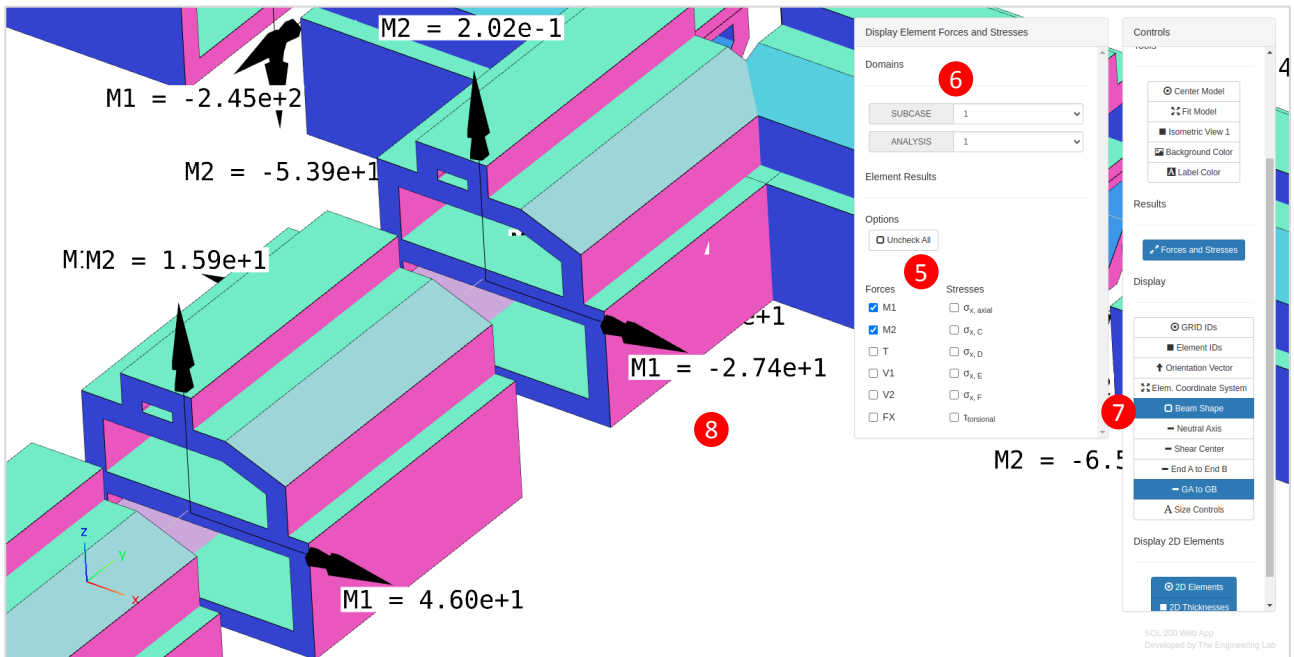 M2 = 2.02e-1
M1 = -2.45e+2
M2 = -5.39e+1
M2 = 1.59e+1
e+1
M1 = -2.74e+1
M1 = 4.60e+1
M2 = -6.5
4
z
y
x
8
Display Element Forces and Stresses
Domains
6
SUBCASE 1
ANALYSIS 1
Element Results
Options
Uncheck All
5
Forces Stresses
M1 σx, axial
M2 σx, C
T σx, D
V1 σx, E
V2 σx, F
FX τtorsional
Controls
Tools
Center Model
Fit Model
Isometric View 1
Background Color
A Label Color
Results
Forces and Stresses
Display
GRID IDs
Element IDs
Orientation Vector
Elem. Coordinate System
7
Beam Shape
Neutral Axis
Shear Center
End A to End B
GA to GB
A Size Controls
Display 2D Elements
2D Elements
2D Thicknesses
SOL 200 Web App
Developed by The Engineering Lab